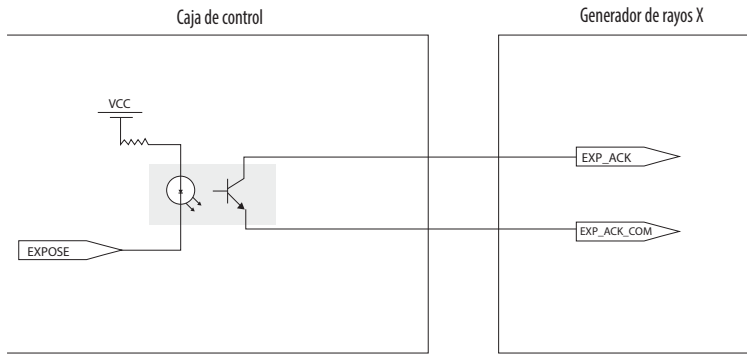 Caja de control
Generador de rayos X
VCC
EXP_ACK
EXP_ACK_COM
EXPOSE